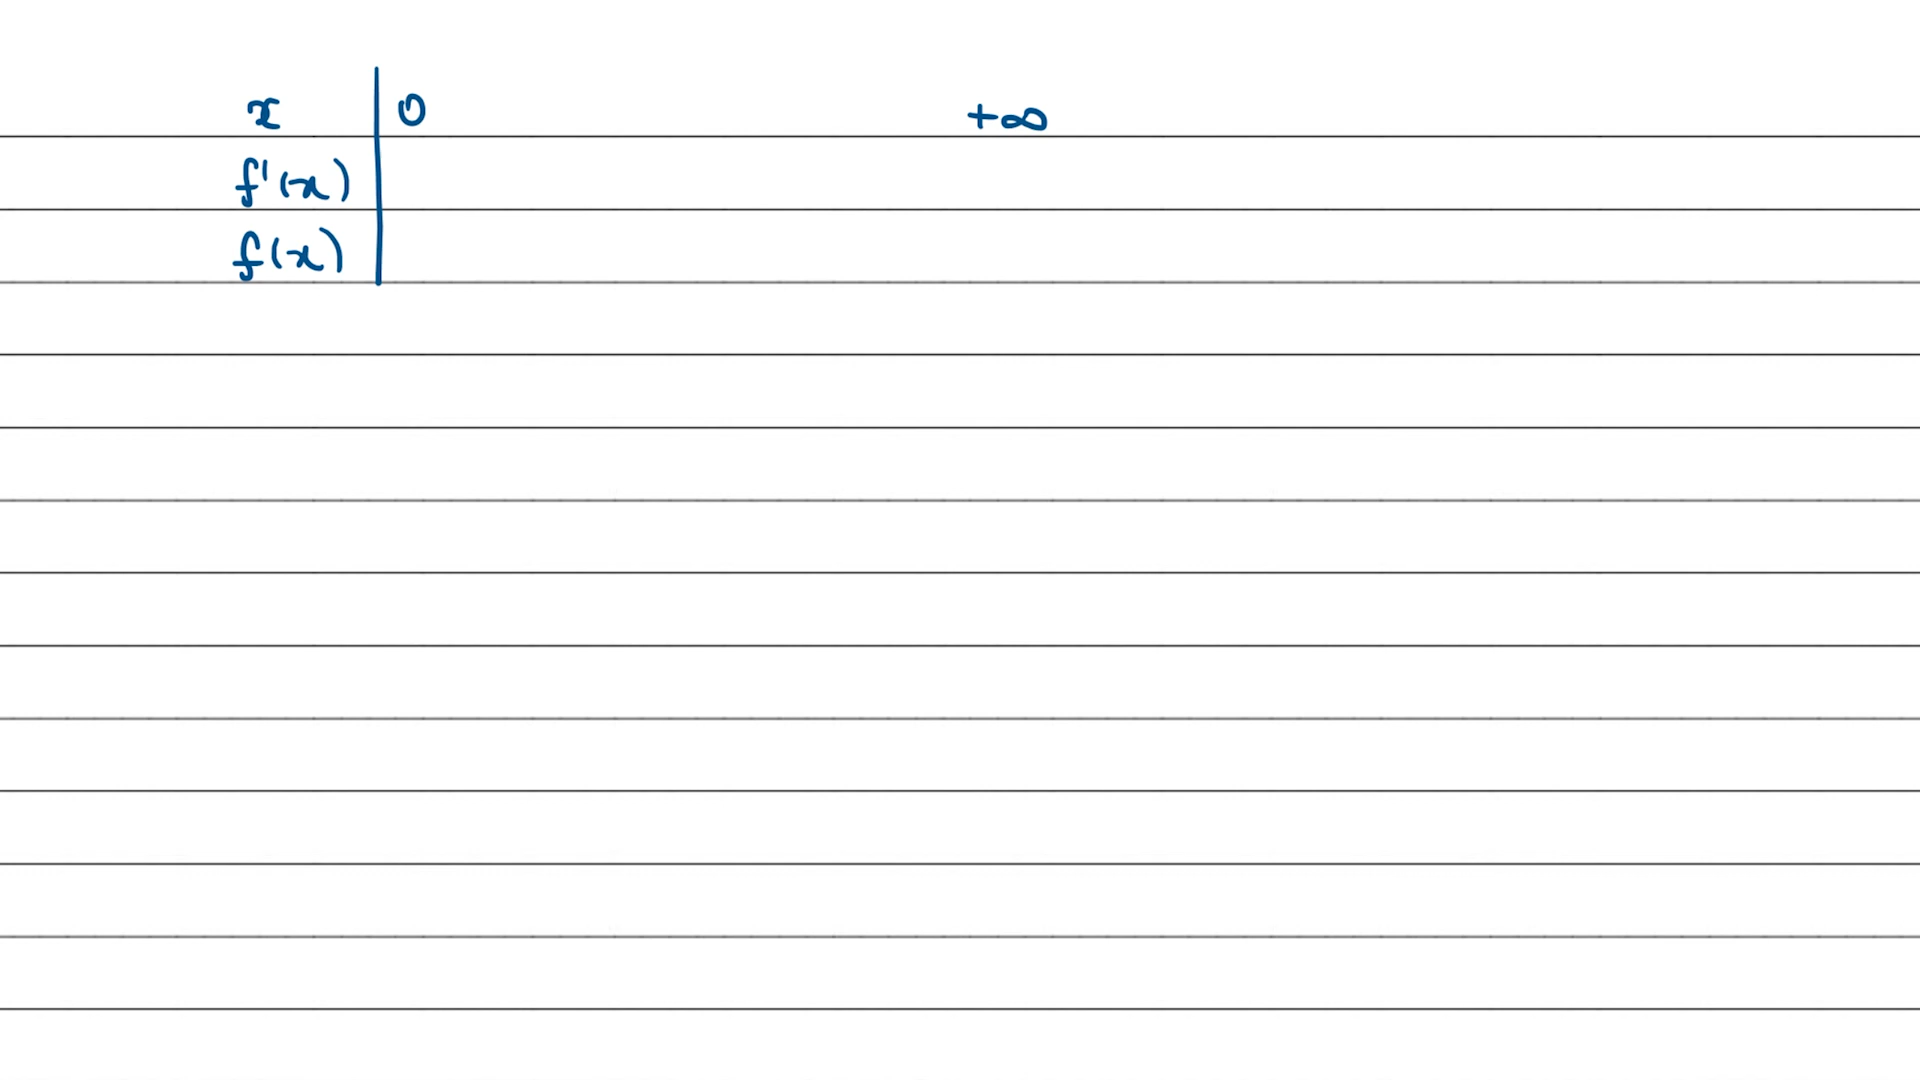 x 0 +∞
f'(x)
f(x)